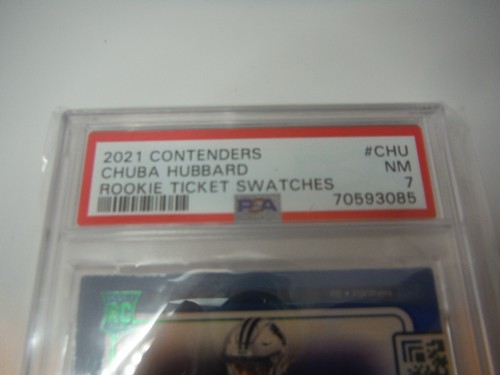 2021 CONTENDERS #CHU
CHUBA HUBBARD NM
ROOKIE TICKET SWATCHES 7
PSA 70593085
RC